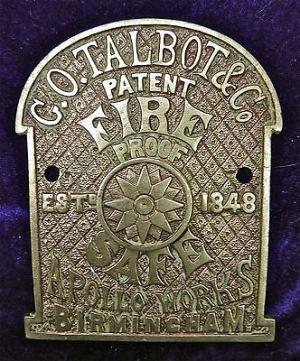 G.O. TALBOT & Co
PATENT
FIRE
PROOF
ESTD 1848
SAFE
APOLLO WORKS
BIRMINGHAM